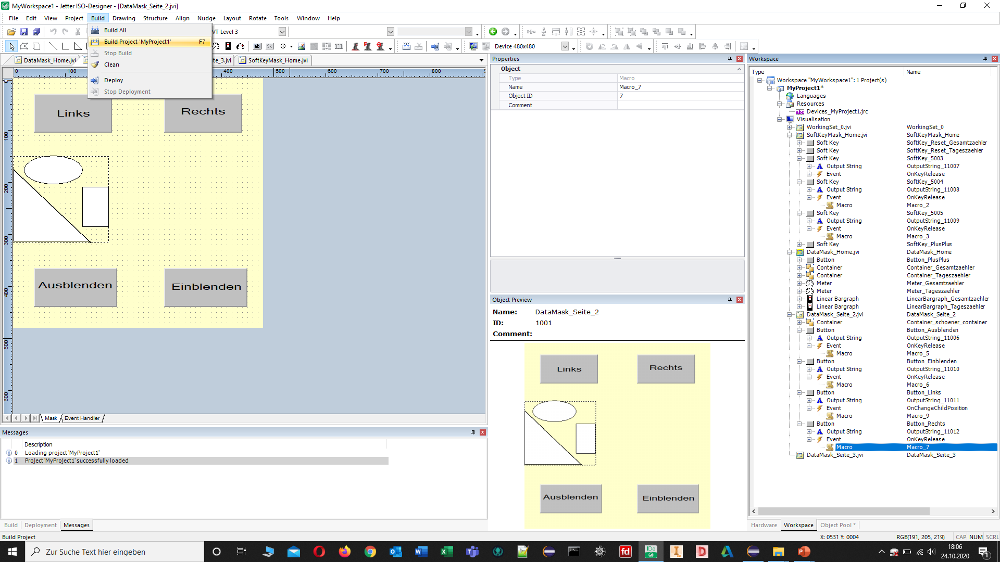 MyWorkspace1 - Jetter ISO-Designer - [DataMask_Seite_2.jvi]
File Edit View Project Build Drawing Structure Align Nudge Layout Rotate Tools Window Help
Build All
Build Project 'MyProject1' F7
Stop Build
Clean
Deploy
Stop Deployment
VT Level 3
Device 480x480
DataMask_Home.jvi
te_3.jvi
SoftKeyMask_Home.jvi
0 100 400 500 600 700 800
100
200
300
400
500
600
Links
Rechts
Ausblenden
Einblenden
Mask Event Handler
Messages
Description
0 Loading project 'MyProject1'
1 Project 'MyProject1' successfully loaded
Build Deployment Messages
Build Project
Properties
Object
Type Macro
Name Macro_7
Object ID 7
Comment
Object Preview
Name: DataMask_Seite_2
ID: 1001
Comment:
Links
Rechts
Ausblenden
Einblenden
Workspace
Type Name
Workspace "MyWorkspace1": 1 Project(s)
MyProject1*
Languages
Resources
Devices_MyProject1.jrc
Visualisation
WorkingSet_0.jvi WorkingSet_0
SoftKeyMask_Home.jvi SoftKeyMask_Home
Soft Key SoftKey_Reset_Gesamtzaehler
Soft Key SoftKey_Reset_Tageszaehler
Soft Key SoftKey_5003
Output String OutputString_11007
Event OnKeyRelease
Soft Key SoftKey_5004
Output String OutputString_11008
Event OnKeyRelease
Macro Macro_2
Soft Key SoftKey_5005
Output String OutputString_11009
Event OnKeyRelease
Macro Macro_3
Soft Key SoftKey_PlusPlus
DataMask_Home.jvi DataMask_Home
Button Button_PlusPlus
Container Container_Gesamtzaehler
Container Container_Tageszaehler
Meter Meter_Gesamtzaehler
Meter Meter_Tageszaehler
Linear Bargraph LinearBargraph_Gesamtzaehler
Linear Bargraph LinearBargraph_Tageszaehler
DataMask_Seite_2.jvi DataMask_Seite_2
Container Container_schoener_container
Button Button_Ausblenden
Output String OutputString_11006
Event OnKeyRelease
Macro Macro_5
Button Button_Einblenden
Output String OutputString_11010
Event OnKeyRelease
Macro Macro_6
Button Button_Links
Output String OutputString_11011
Event OnChangeChildPosition
Macro Macro_9
Button Button_Rechts
Output String OutputString_11012
Event OnKeyRelease
Macro Macro_7
DataMask_Seite_3.jvi DataMask_Seite_3
Hardware Workspace Object Pool *
X: 0531 Y: 0004 RGB(191, 205, 219) CAP NUM SCRL
Zur Suche Text hier eingeben
18:06
24.10.2020